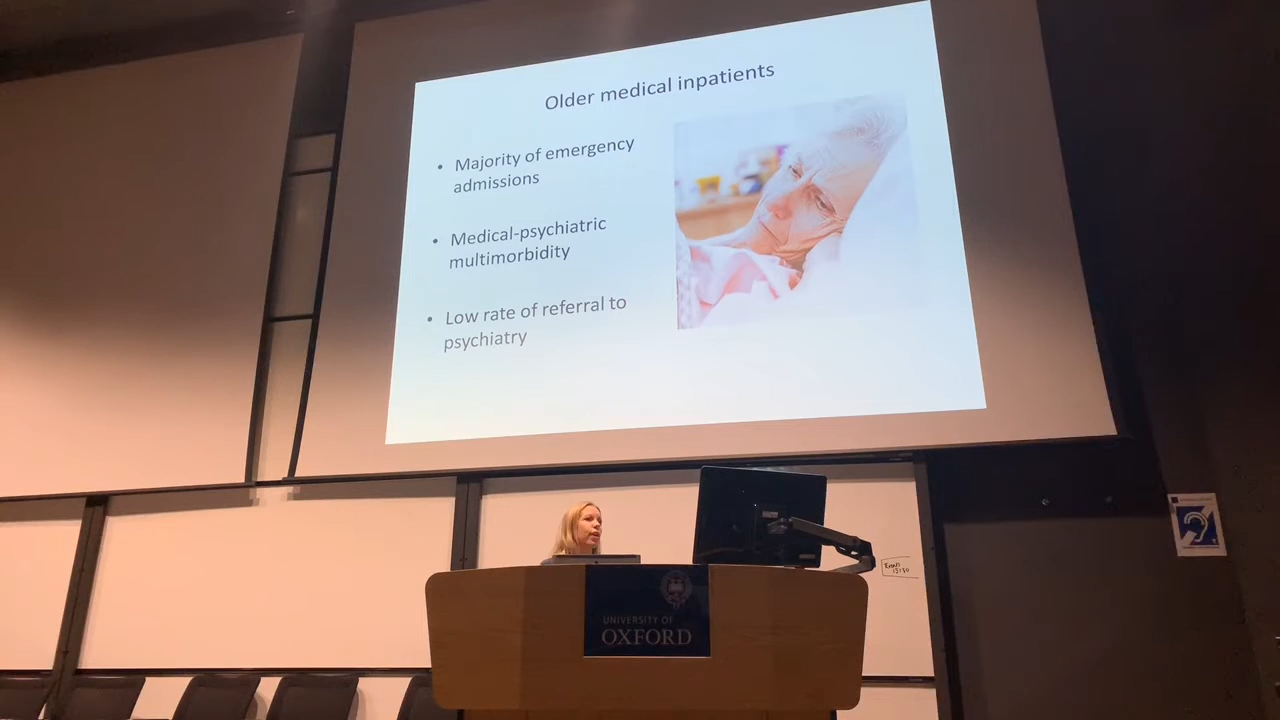 Older medical inpatients
• Majority of emergency
admissions
• Medical-psychiatric
multimorbidity
• Low rate of referral to
psychiatry
UNIVERSITY OF
OXFORD